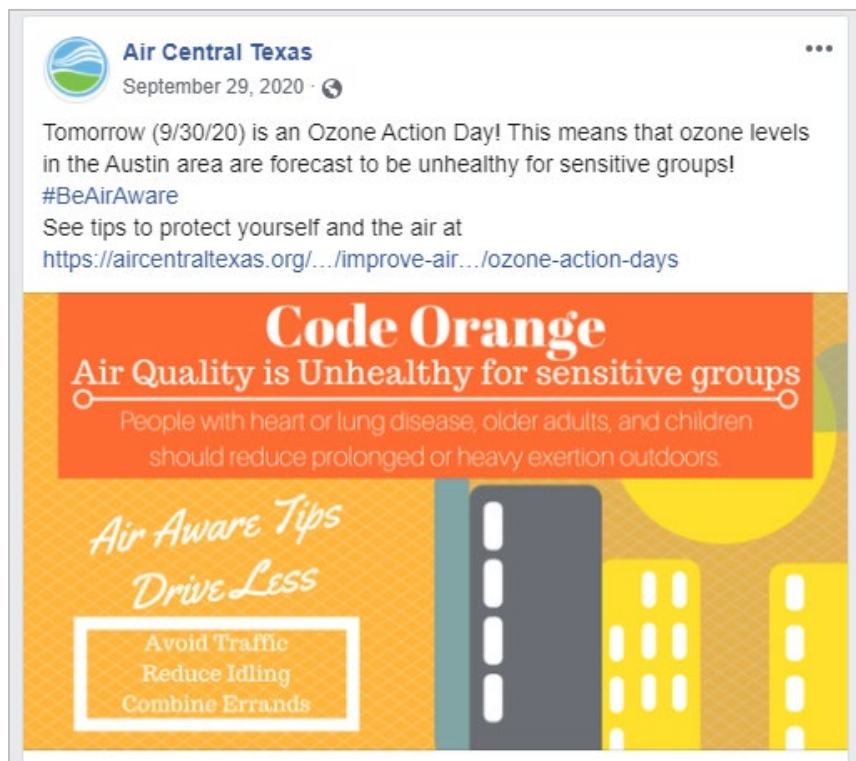 Air Central Texas
September 29, 2020 ·
Tomorrow (9/30/20) is an Ozone Action Day! This means that ozone levels
in the Austin area are forecast to be unhealthy for sensitive groups!
#BeAirAware
See tips to protect yourself and the air at
https://aircentraltexas.org/…/improve-air…/ozone-action-days
Code Orange
Air Quality is Unhealthy for sensitive groups
People with heart or lung disease, older adults, and children
should reduce prolonged or heavy exertion outdoors.
Air Aware Tips
Drive Less
Avoid Traffic
Reduce Idling
Combine Errands